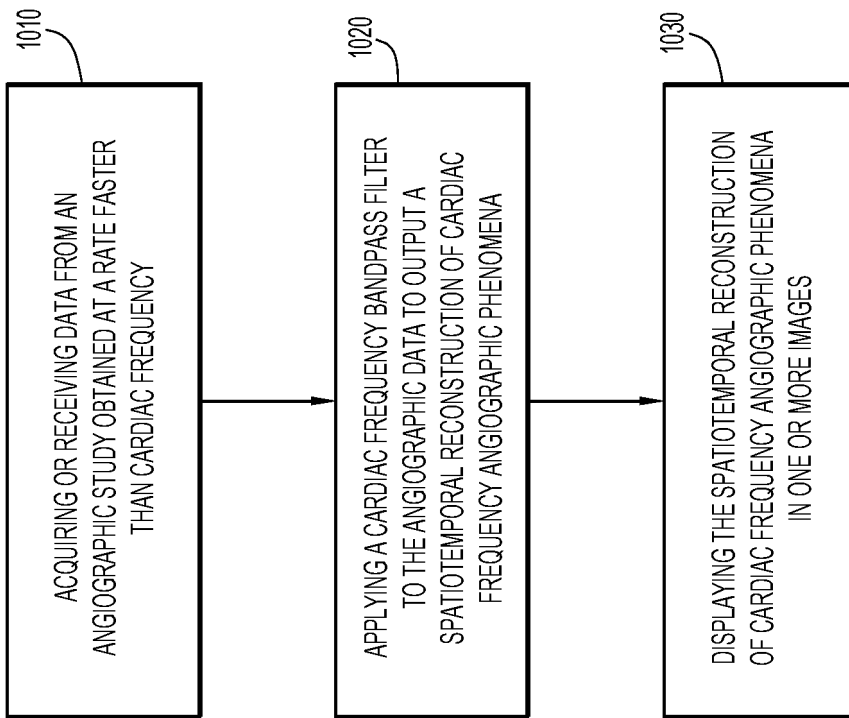 1010
ACQUIRING OR RECEIVING DATA FROM AN
ANGIOGRAPHIC STUDY OBTAINED AT A RATE FASTER
THAN CARDIAC FREQUENCY
1020
APPLYING A CARDIAC FREQUENCY BANDPASS FILTER
TO THE ANGIOGRAPHIC DATA TO OUTPUT A
SPATIOTEMPORAL RECONSTRUCTION OF CARDIAC
FREQUENCY ANGIOGRAPHIC PHENOMENA
1030
DISPLAYING THE SPATIOTEMPORAL RECONSTRUCTION
OF CARDIAC FREQUENCY ANGIOGRAPHIC PHENOMENA
IN ONE OR MORE IMAGES